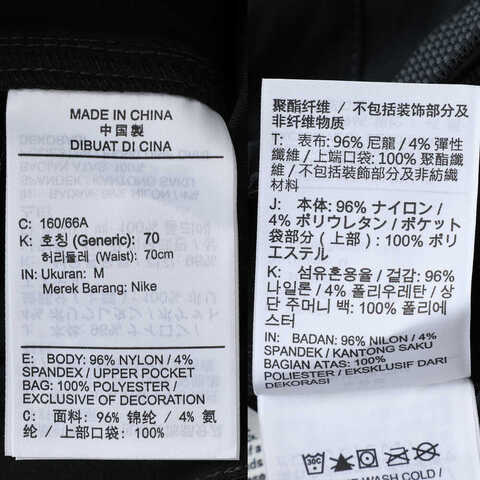 MADE IN CHINA
中国製
DIBUAT DI CINA
C: 160/66A
K: 호칭 (Generic): 70
허리둘레 (Waist): 70cm
IN: Ukuran: M
Merek Barang: Nike
E: BODY: 96% NYLON / 4%
SPANDEX / UPPER POCKET
BAG: 100% POLYESTER /
EXCLUSIVE OF DECORATION
C: 面料: 96% 锦纶 / 4% 氨
纶 / 上部口袋: 100%
聚酯纤维 / 不包括装饰部分及
非纤维物质
T: 表布: 96% 尼龍 / 4% 彈性
纖維 / 上端口袋: 100% 聚酯
纖維 / 不包括裝飾部分及非紡織
材料
J: 本体: 96% ナイロン /
4% ポリウレタン / ポケット
袋部分 (上部) : 100% ポリ
エステル
K: 섬유혼용율 / 겉감: 96%
나일론 / 4% 폴리우레탄 / 상
단 주머니 백: 100% 폴리에
스터
IN: BADAN: 96% NILON / 4%
SPANDEK / KANTONG SAKU
BAGIAN ATAS: 100%
POLIESTER / EKSKLUSIF DARI
DEKORASI
30C
WASH COLD /